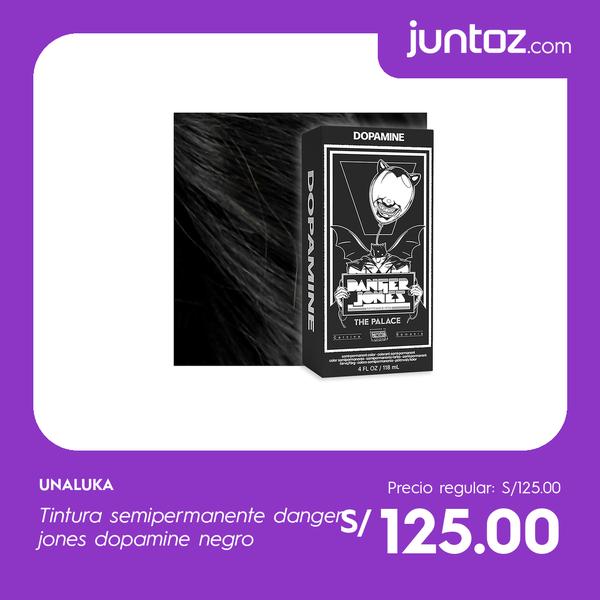 juntoz.com
DOPAMINE
DOPAMINE
DANGER
JONES
THE PALACE
4 FL OZ / 118 mL
UNALUKA
Precio regular: S/125.00
Tintura semipermanente danger
jones dopamine negro
S/ 125.00